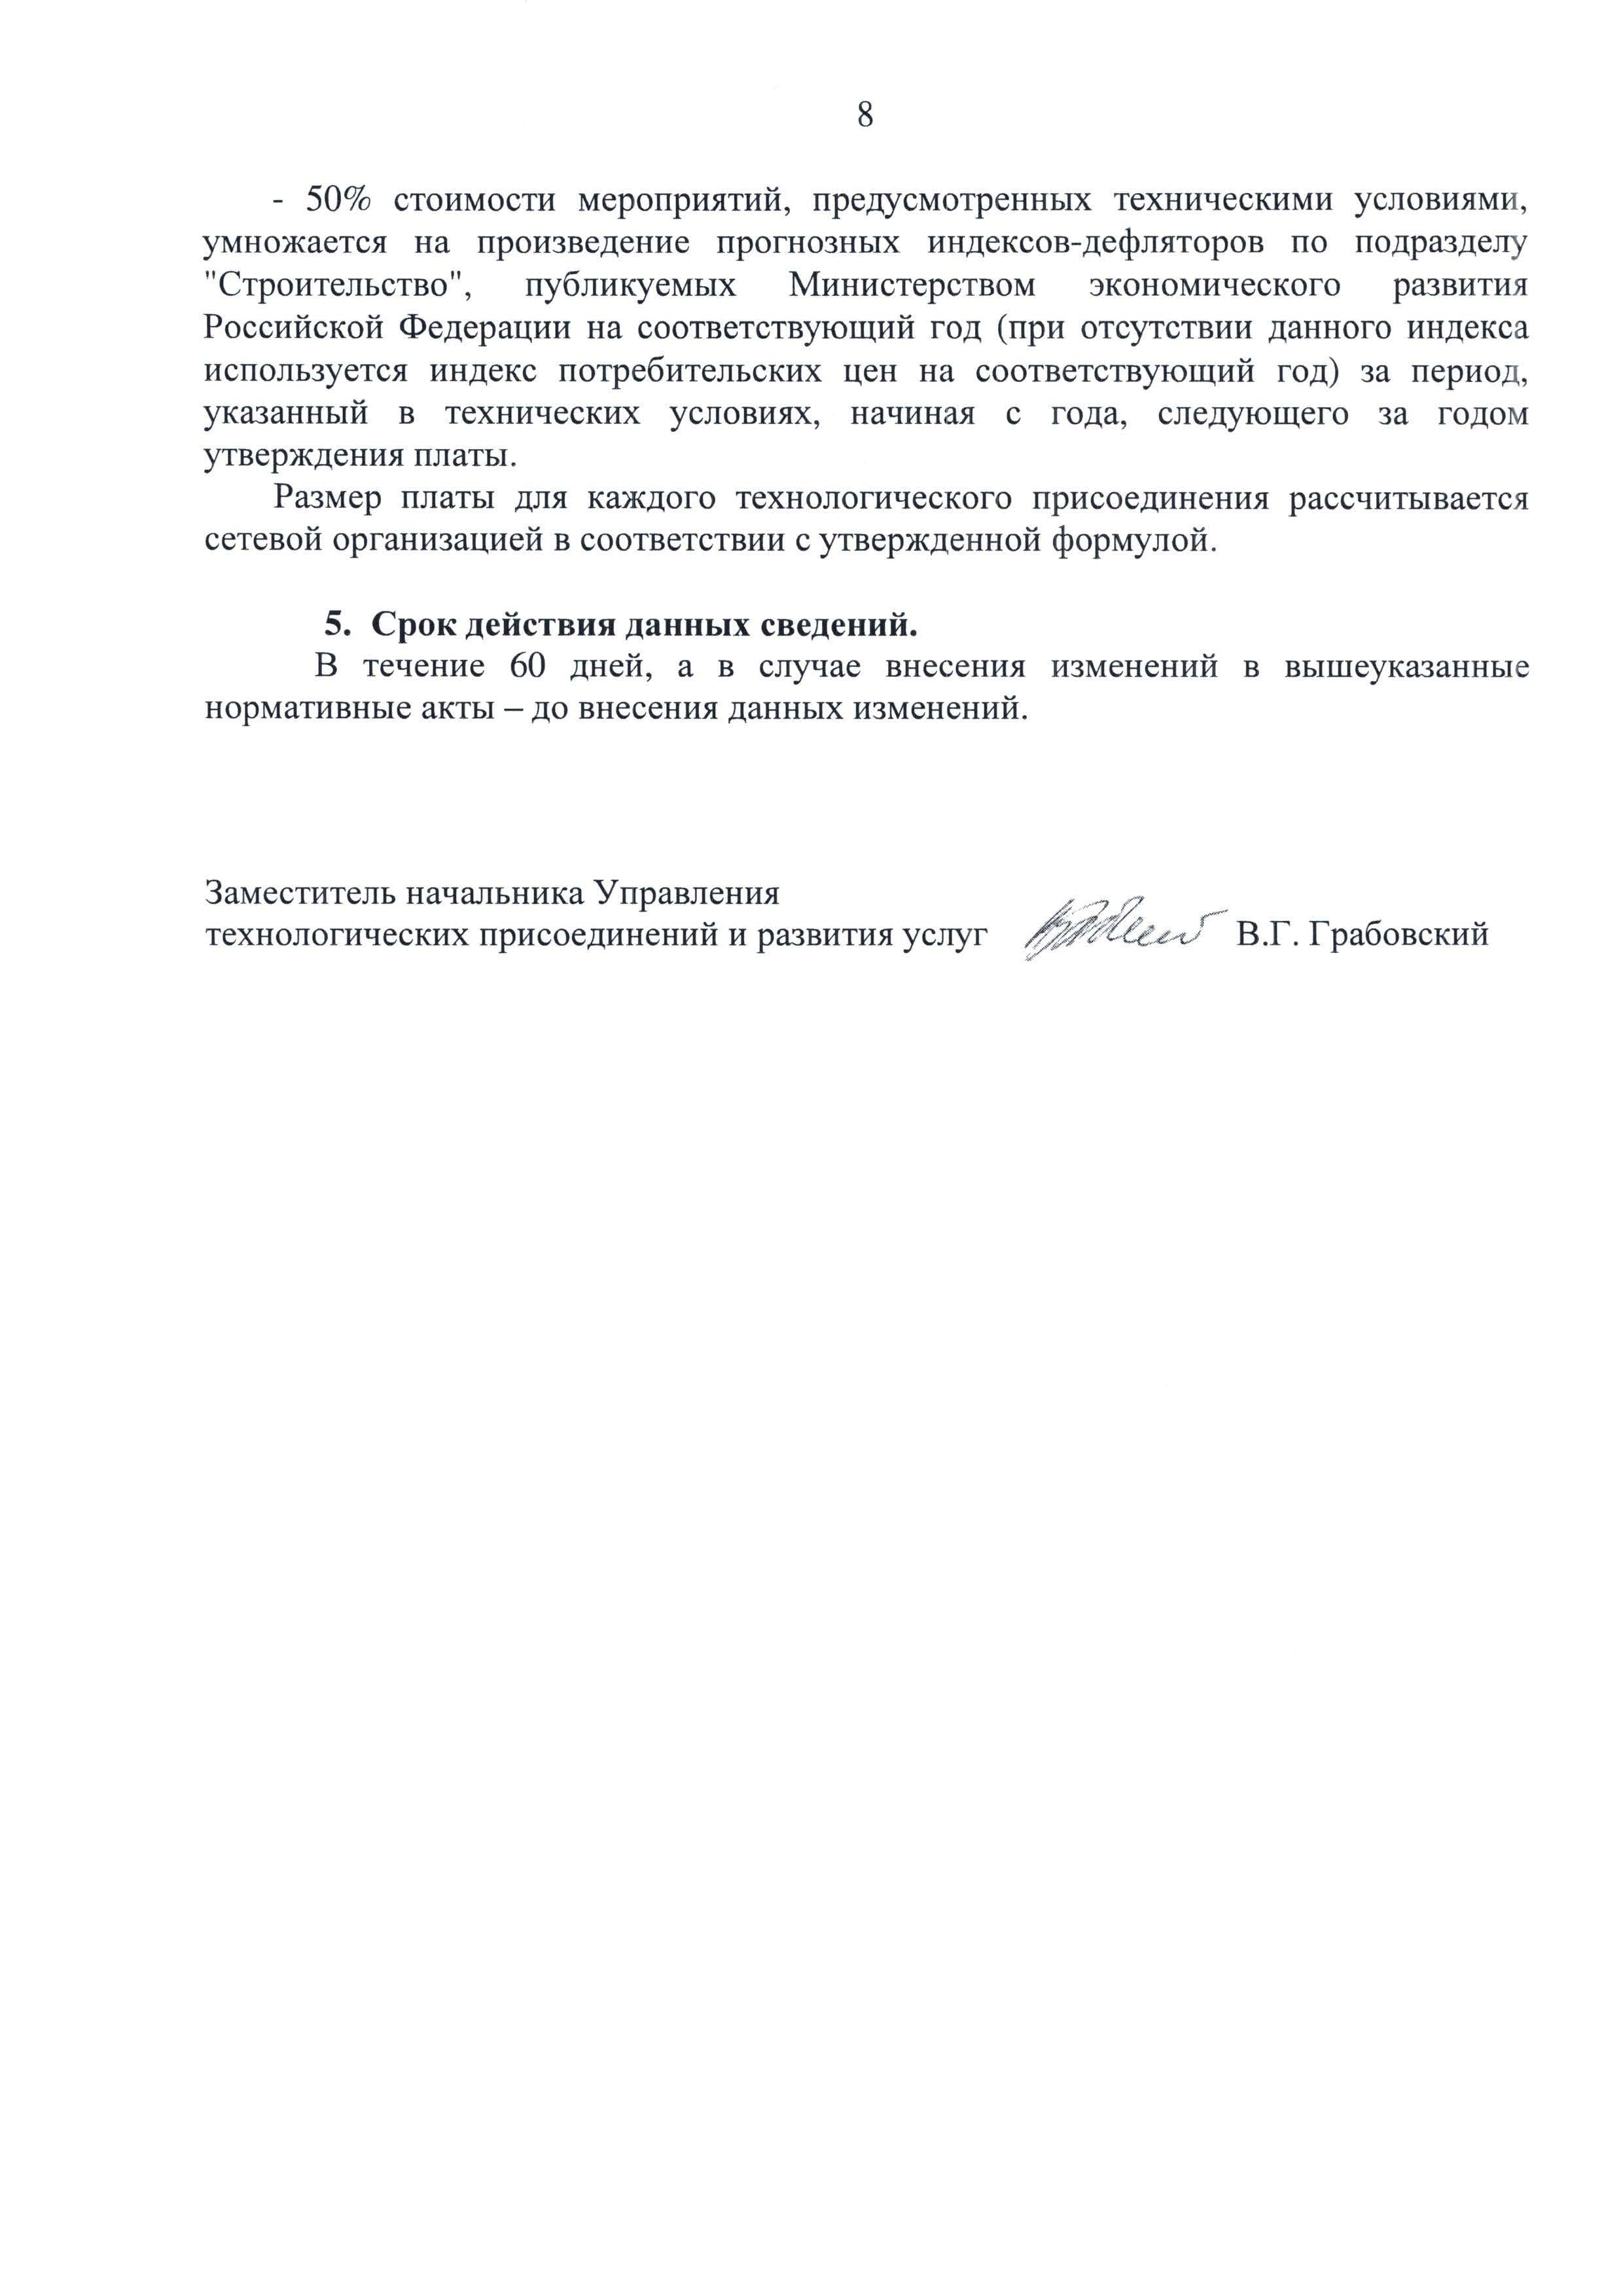 8
- 50% стоимости мероприятий, предусмотренных техническими условиями,
умножается на произведение прогнозных индексов-дефляторов по подразделу
"Строительство", публикуемых Министерством экономического развития
Российской Федерации на соответствующий год (при отсутствии данного индекса
используется индекс потребительских цен на соответствующий год) за период,
указанный в технических условиях, начиная с года, следующего за годом
утверждения платы.
Размер платы для каждого технологического присоединения рассчитывается
сетевой организацией в соответствии с утвержденной формулой.
5. Срок действия данных сведений.
В течение 60 дней, а в случае внесения изменений в вышеуказанные
нормативные акты – до внесения данных изменений.
Заместитель начальника Управления
технологических присоединений и развития услуг В.Г. Грабовский